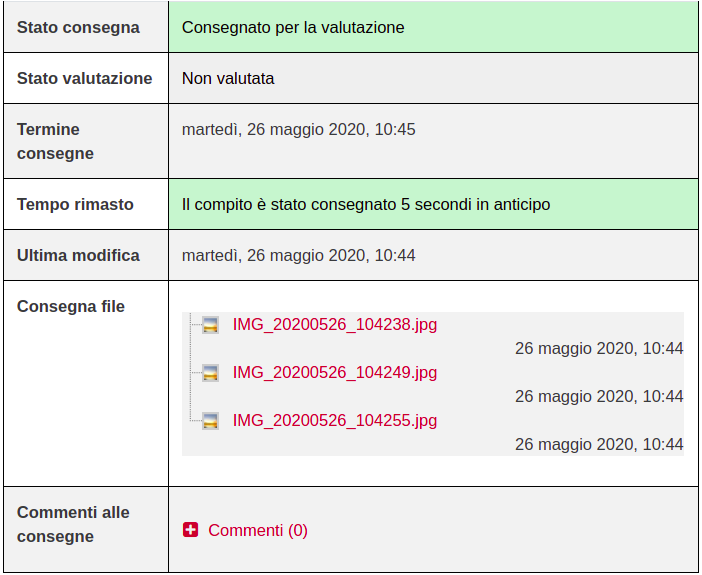 Stato consegna
Consegnato per la valutazione
Stato valutazione
Non valutata
Termine
consegne
martedì, 26 maggio 2020, 10:45
Tempo rimasto
Il compito è stato consegnato 5 secondi in anticipo
Ultima modifica
martedì, 26 maggio 2020, 10:44
Consegna file
IMG_20200526_104238.jpg
26 maggio 2020, 10:44
IMG_20200526_104249.jpg
26 maggio 2020, 10:44
IMG_20200526_104255.jpg
26 maggio 2020, 10:44
Commenti alle
consegne
Commenti (0)